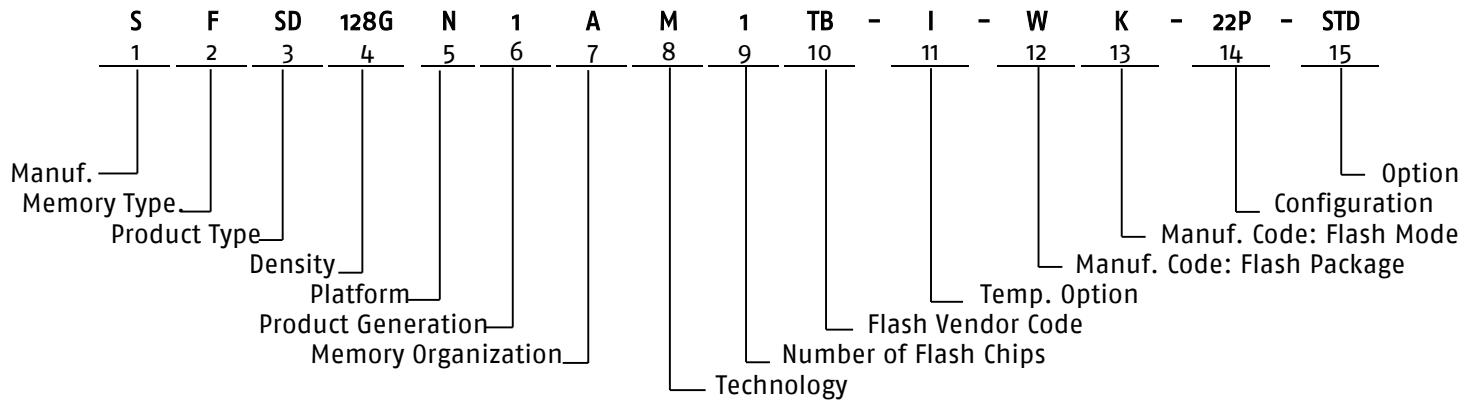 S F SD 128G N 1 A M 1 TB - I - W K - 22P - STD
1 2 3 4 5 6 7 8 9 10 11 12 13 14 15
Manuf. Option
Memory Type. Configuration
Product Type Manuf. Code: Flash Mode
Density Manuf. Code: Flash Package
Platform Temp. Option
Product Generation Flash Vendor Code
Memory Organization Number of Flash Chips
Technology